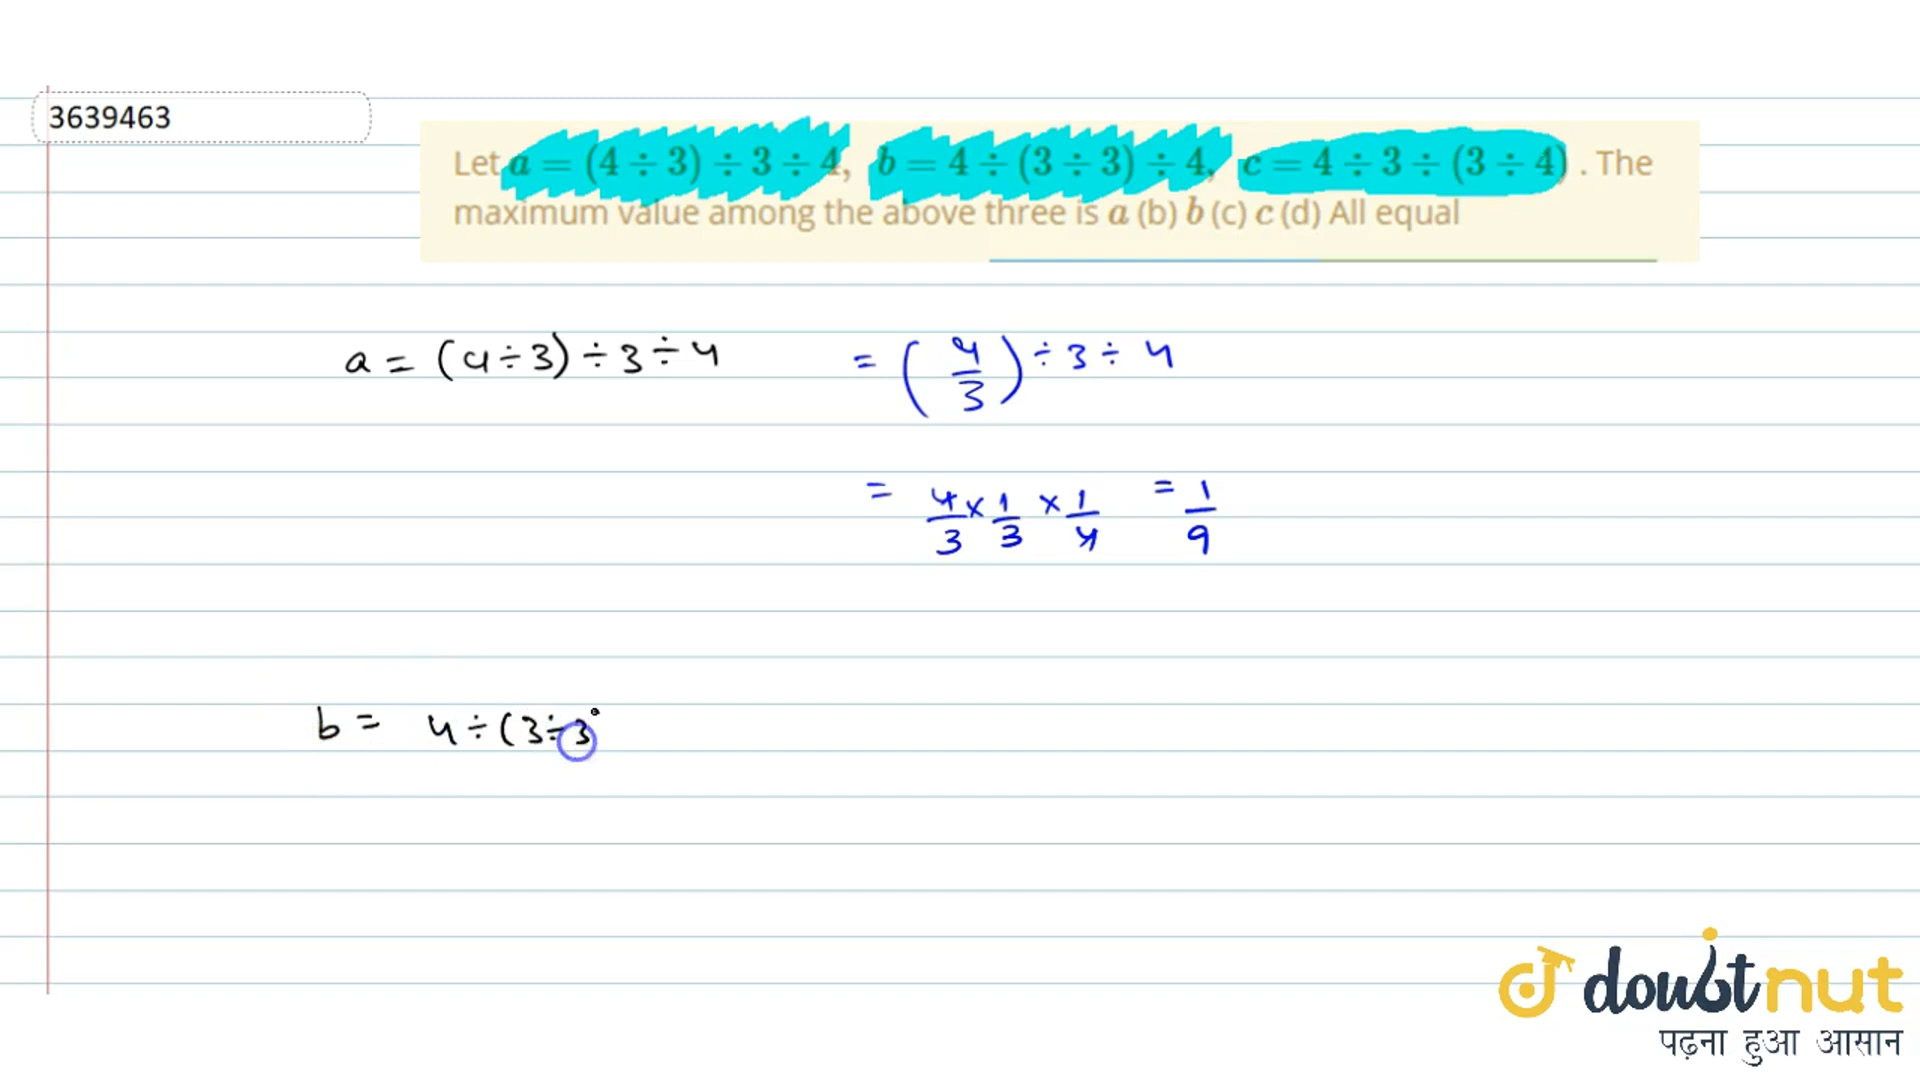 3639463
Let a = (4 ÷ 3) ÷ 3 ÷ 4, b = 4 ÷ (3 ÷ 3) ÷ 4, c = 4 ÷ 3 ÷ (3 ÷ 4) . The
maximum value among the above three is a (b) b (c) c (d) All equal
a = (4 ÷ 3) ÷ 3 ÷ 4 = (4/3) ÷ 3 ÷ 4
= 4/3 × 1/3 × 1/4 = 1/9
b = 4 ÷ (3 ÷ 3
doubtnut
पढ़ना हुआ आसान